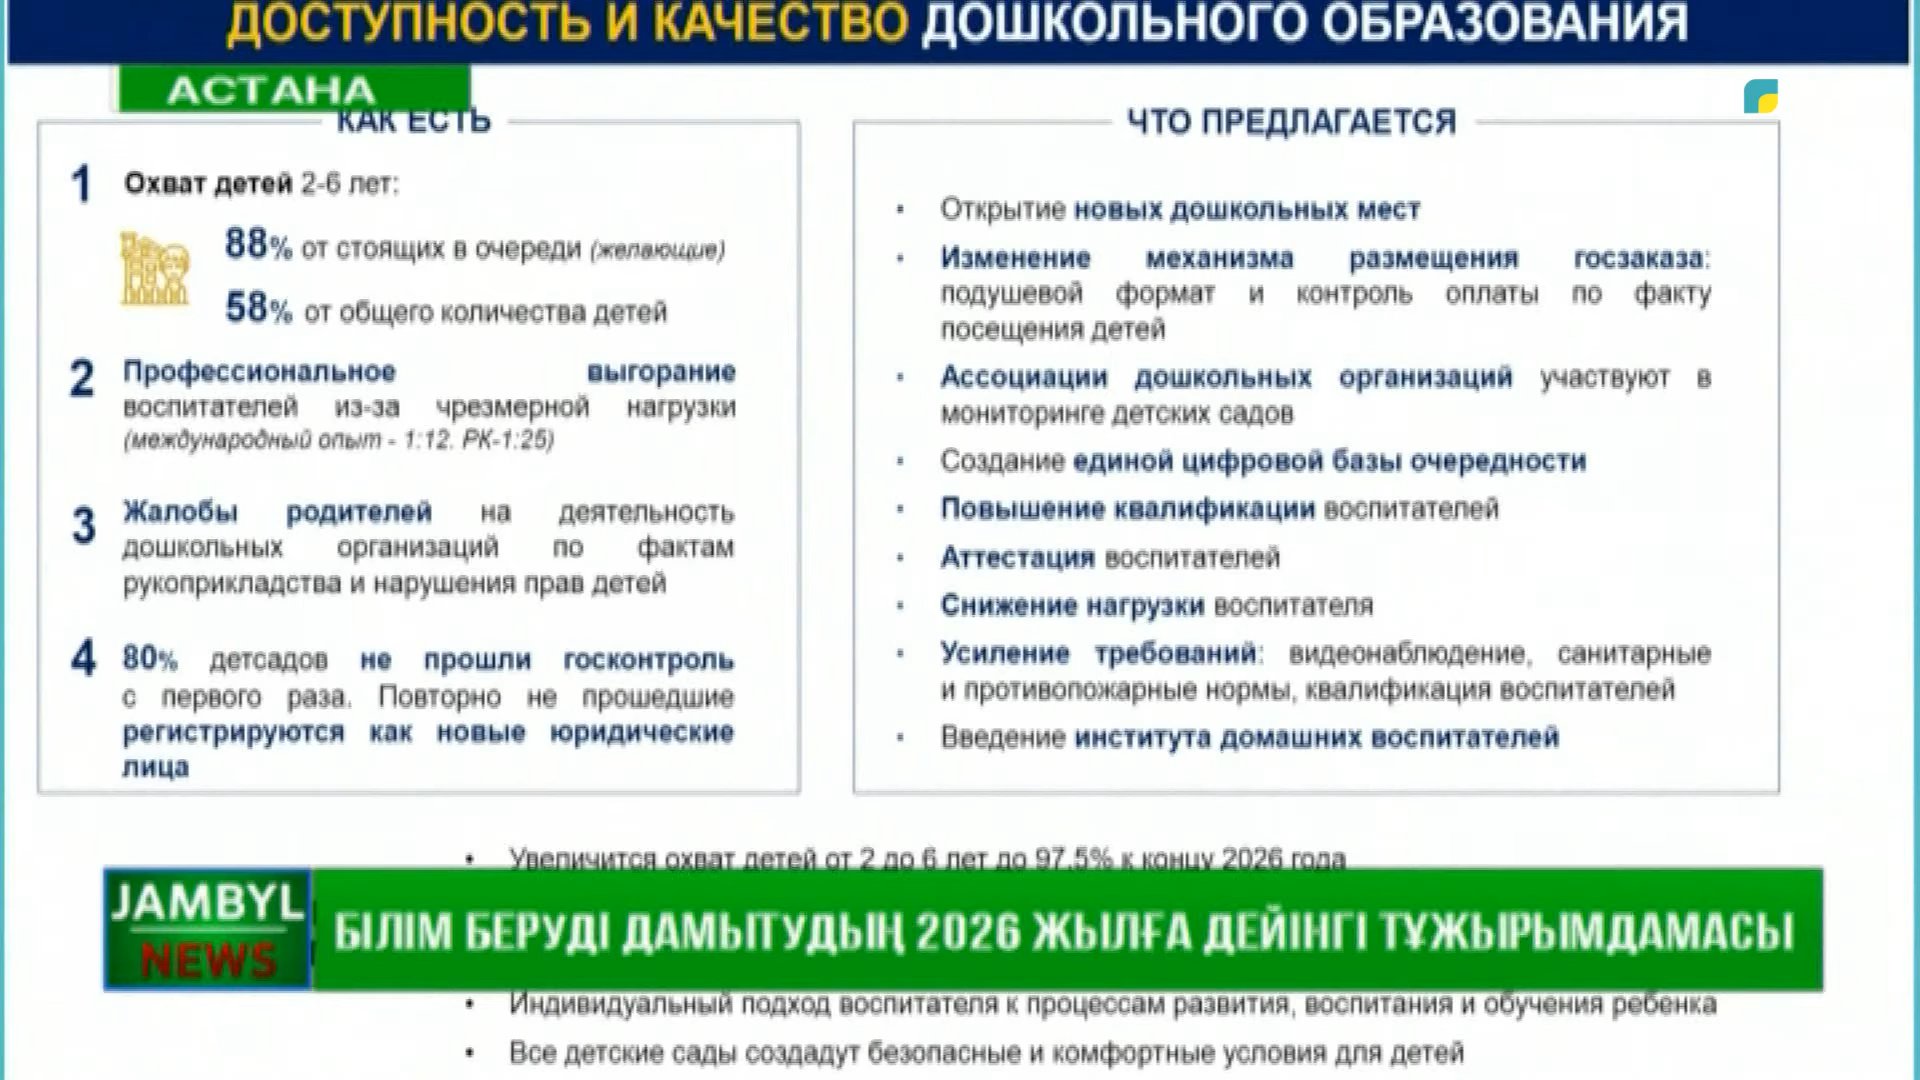 ДОСТУПНОСТЬ И КАЧЕСТВО ДОШКОЛЬНОГО ОБРАЗОВАНИЯ
АСТАНА
КАК ЕСТЬ
1 Охват детей 2-6 лет:
88% от стоящих в очереди (желающие)
58% от общего количества детей
2 Профессиональное выгорание
воспитателей из-за чрезмерной нагрузки
(международный опыт - 1:12. РК-1:25)
3 Жалобы родителей на деятельность
дошкольных организаций по фактам
рукоприкладства и нарушения прав детей
4 80% детсадов не прошли госконтроль
с первого раза. Повторно не прошедшие
регистрируются как новые юридические
лица
ЧТО ПРЕДЛАГАЕТСЯ
· Открытие новых дошкольных мест
· Изменение механизма размещения госзаказа:
подушевой формат и контроль оплаты по факту
посещения детей
· Ассоциации дошкольных организаций участвуют в
мониторинге детских садов
· Создание единой цифровой базы очередности
· Повышение квалификации воспитателей
· Аттестация воспитателей
· Снижение нагрузки воспитателя
· Усиление требований: видеонаблюдение, санитарные
и противопожарные нормы, квалификация воспитателей
· Введение института домашних воспитателей
• Увеличится охват детей от 2 до 6 лет до 97,5% к концу 2026 года
JAMBYL
NEWS
БІЛІМ БЕРУДІ ДАМЫТУДЫҢ 2026 ЖЫЛҒА ДЕЙІНГІ ТҰЖЫРЫМДАМАСЫ
• Индивидуальный подход воспитателя к процессам развития, воспитания и обучения ребенка
• Все детские сады создадут безопасные и комфортные условия для детей